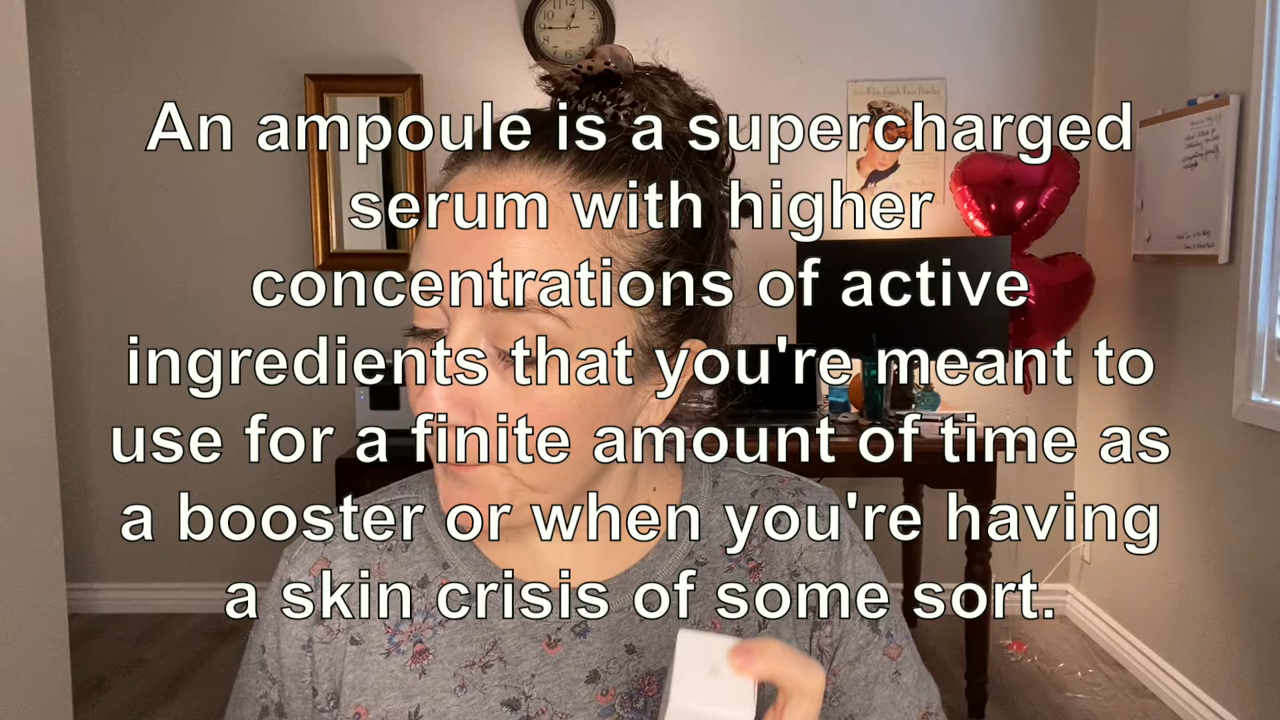 An ampoule is a supercharged
serum with higher
concentrations of active
ingredients that you're meant to
use for a finite amount of time as
a booster or when you're having
a skin crisis of some sort.